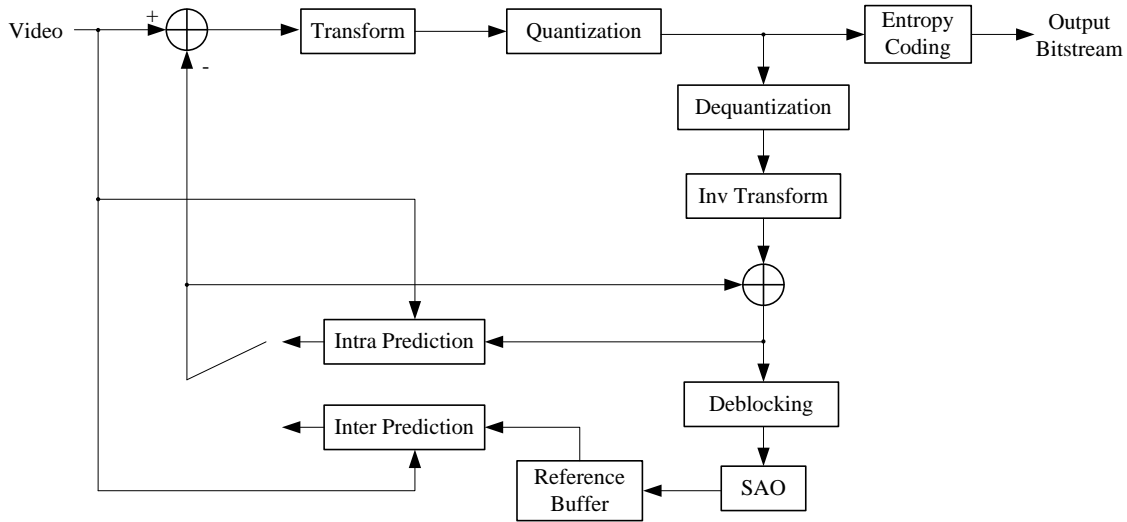 Video
+
-
Transform
Quantization
Entropy
Coding
Output
Bitstream
Dequantization
Inv Transform
Intra Prediction
Deblocking
Inter Prediction
Reference
Buffer
SAO